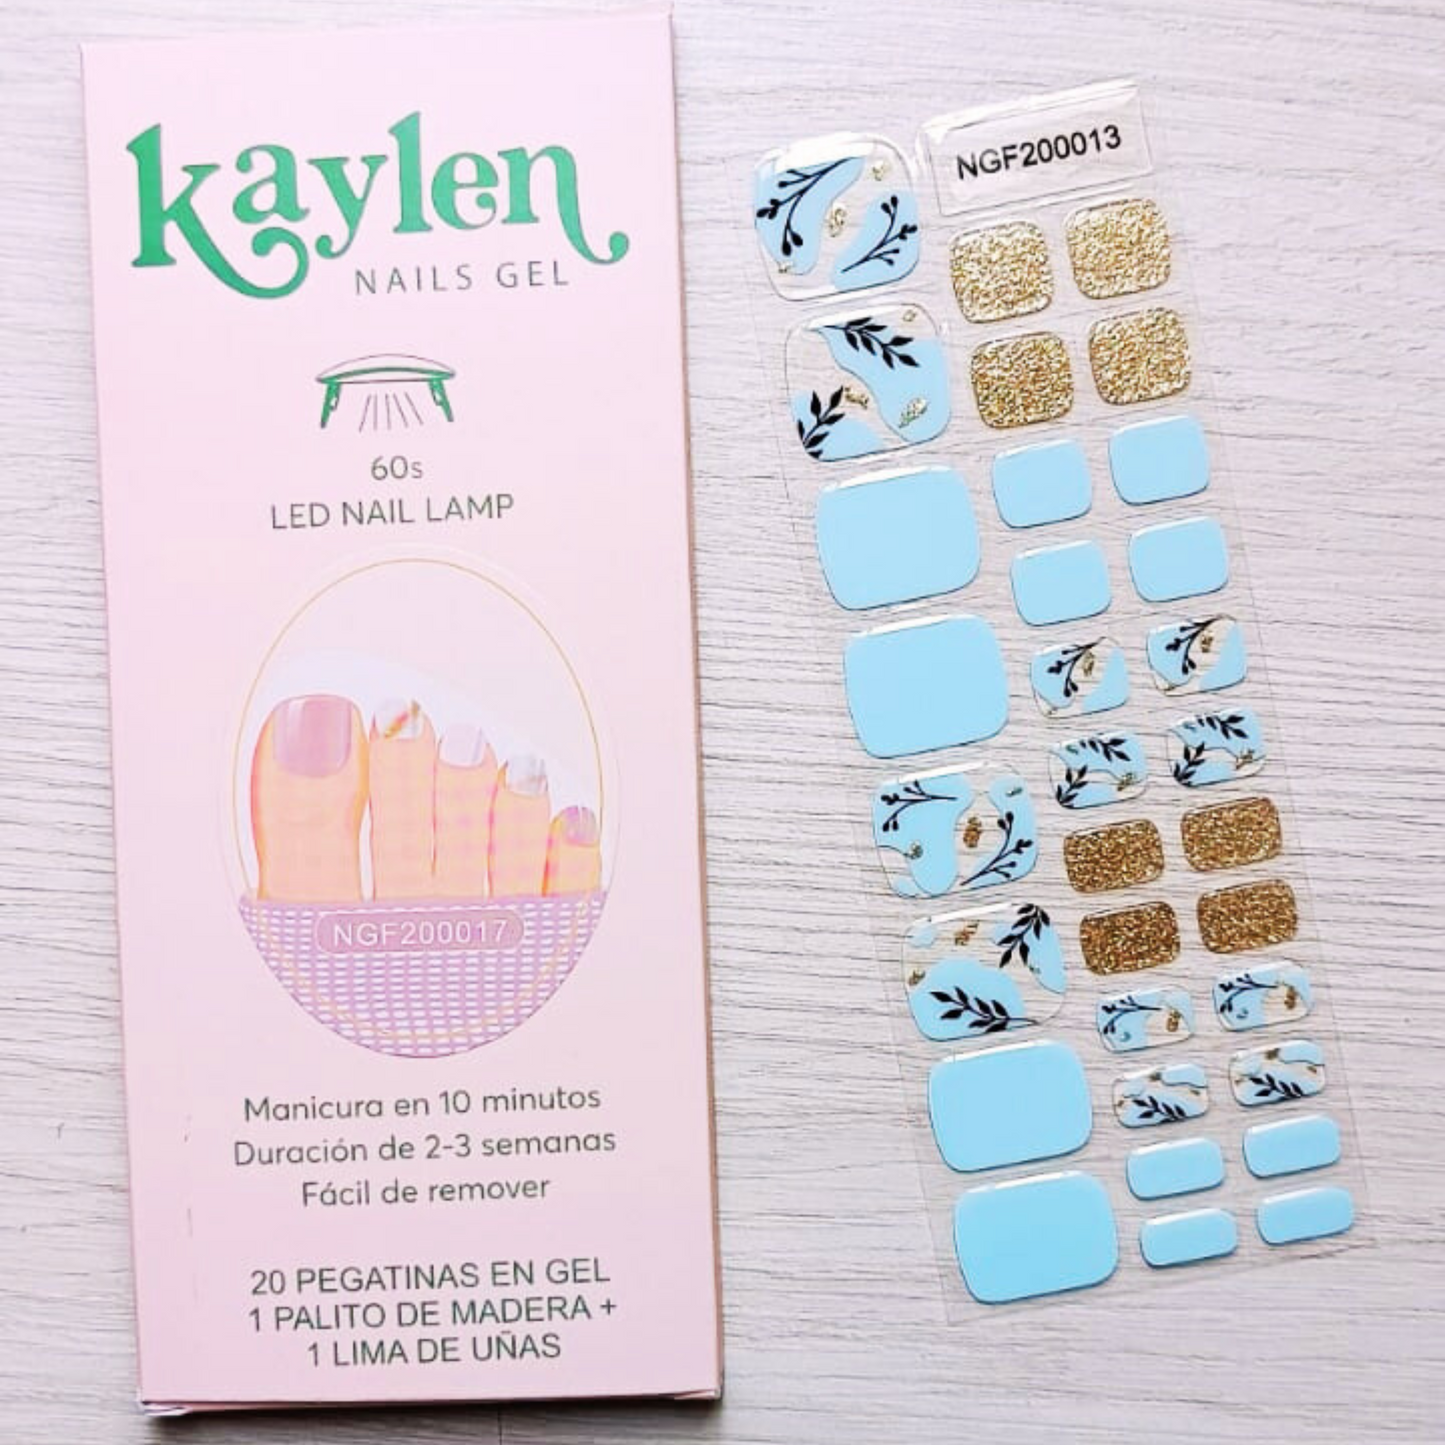 kaylen
NAILS GEL
60s
LED NAIL LAMP
NGF200017
Manicura en 10 minutos
Duración de 2-3 semanas
Fácil de remover
20 PEGATINAS EN GEL
1 PALITO DE MADERA +
1 LIMA DE UÑAS
NGF200013